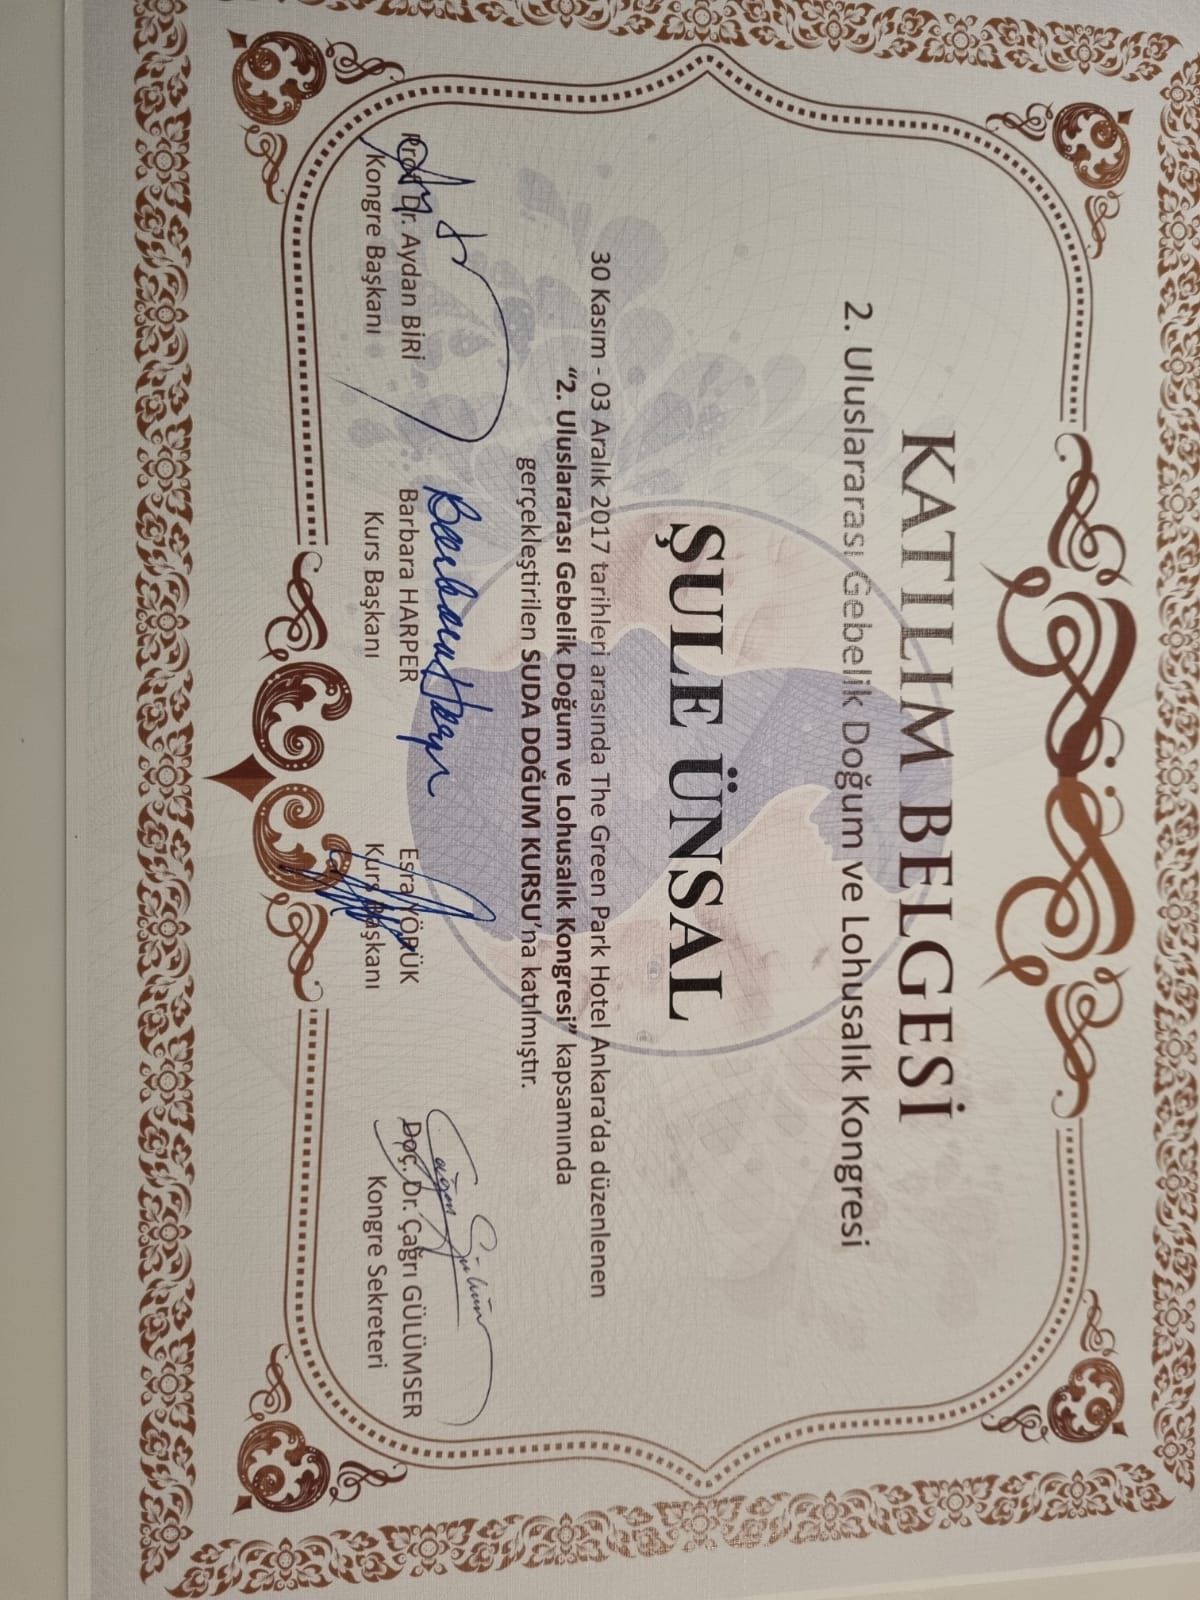 KATILIM BELGESİ
2. Uluslararası Gebelik Doğum ve Lohusalık Kongresi
ŞULE ÜNSAL
30 Kasım - 03 Aralık 2017 tarihleri arasında The Green Park Hotel Ankara’da düzenlenen
“2. Uluslararası Gebelik Doğum ve Lohusalık Kongresi” kapsamında
gerçekleştirilen SUDA DOĞUM KURSU’na katılmıştır.
Prof. Dr. Aydan BİRİ
Kongre Başkanı
Barbara HARPER
Kurs Başkanı
Esra YÖRÜK
Kurs Başkanı
Doç. Dr. Çağrı GÜLÜMSER
Kongre Sekreteri